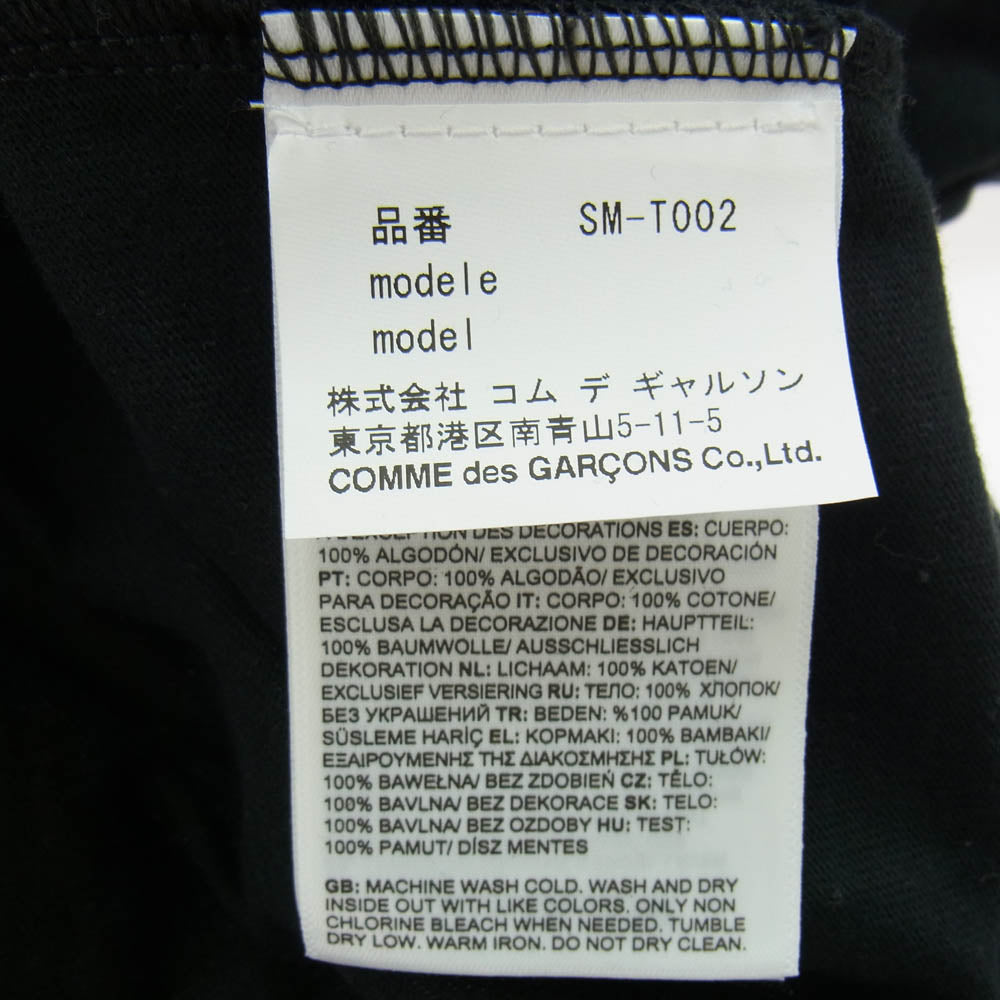 品番 SM-T002
modele
model
株式会社 コム デ ギャルソン
東京都港区南青山5-11-5
COMME des GARÇONS Co.,Ltd.
EXCEPTION DES DECORATIONS ES: CUERPO:
100% ALGODÓN/ EXCLUSIVO DE DECORACIÓN
PT: CORPO: 100% ALGODÃO/ EXCLUSIVO
PARA DECORAÇÃO IT: CORPO: 100% COTONE/
ESCLUSA LA DECORAZIONE DE: HAUPTTEIL:
100% BAUMWOLLE/ AUSSCHLIESSLICH
DEKORATION NL: LICHAAM: 100% KATOEN/
EXCLUSIEF VERSIERING RU: ТЕЛО: 100% ХЛОПОК/
БЕЗ УКРАШЕНИЙ TR: BEDEN: %100 PAMUK/
SÜSLEME HARİÇ EL: ΚΟΡΜΑΚΙ: 100% ΒΑΜΒΑΚΙ/
ΕΞΑΙΡΟΥΜΕΝΗΣ ΤΗΣ ΔΙΑΚΟΣΜΗΣΗΣ PL: TUŁÓW:
100% BAWEŁNA/ BEZ ZDOBIEŃ CZ: TĚLO:
100% BAVLNA/ BEZ DEKORACE SK: TELO:
100% BAVLNA/ BEZ OZDOBY HU: TEST:
100% PAMUT/ DÍSZ MENTES
GB: MACHINE WASH COLD. WASH AND DRY
INSIDE OUT WITH LIKE COLORS. ONLY NON
CHLORINE BLEACH WHEN NEEDED. TUMBLE
DRY LOW. WARM IRON. DO NOT DRY CLEAN.